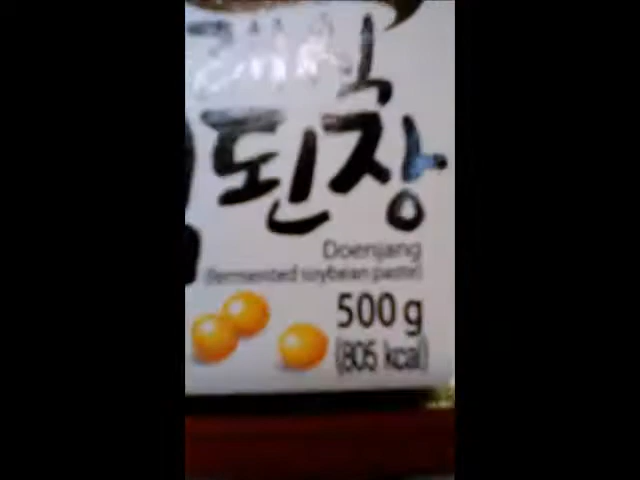 된장
Doenjang
(fermented soybean paste)
500 g
(805 kcal)